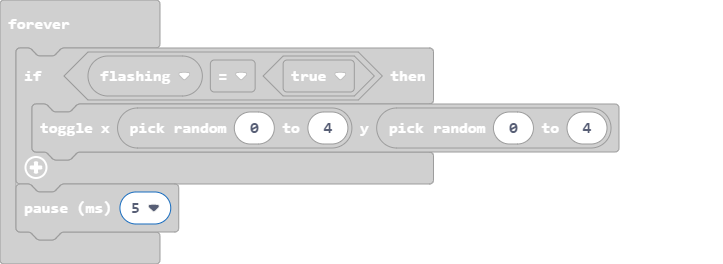 forever
if flashing = true then
toggle x pick random 0 to 4 y pick random 0 to 4
pause (ms) 5